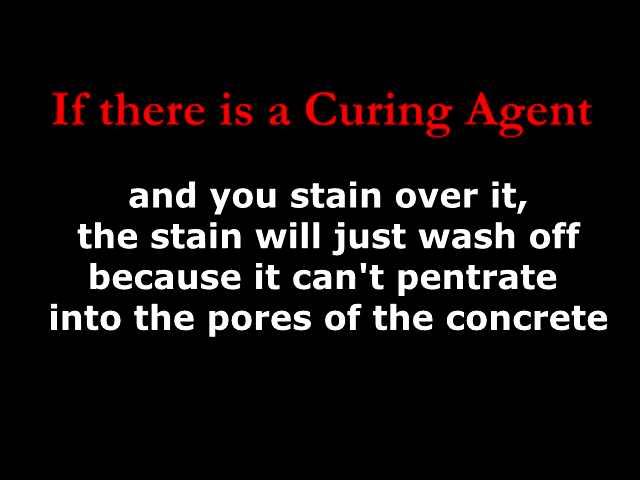 If there is a Curing Agent
and you stain over it,
the stain will just wash off
because it can't pentrate
into the pores of the concrete